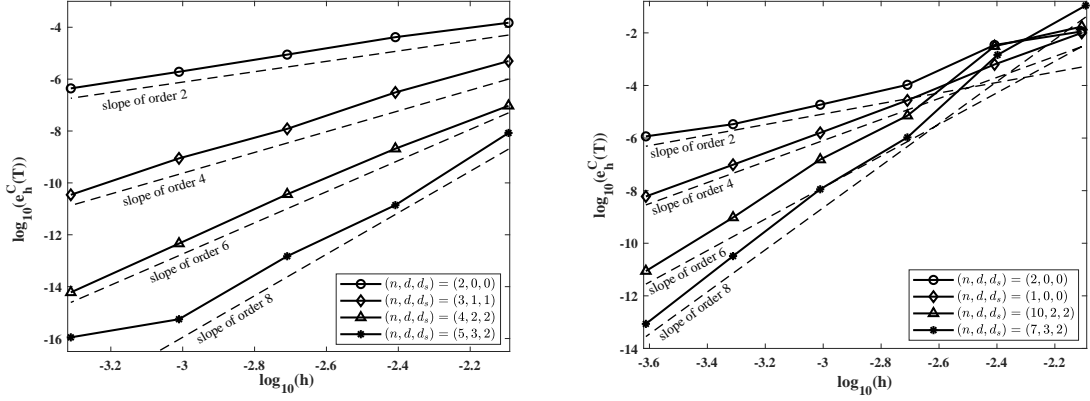 -4
-6
-8
-10
-12
-14
-16
log10(e_h^C(T))
slope of order 2
slope of order 4
slope of order 6
slope of order 8
(n, d, d_s) = (2, 0, 0)
(n, d, d_s) = (3, 1, 1)
(n, d, d_s) = (4, 2, 2)
(n, d, d_s) = (5, 3, 2)
-3.2 -3 -2.8 -2.6 -2.4 -2.2
log10(h)
-2
-4
-6
-8
-10
-12
-14
log10(e_h^C(T))
slope of order 2
slope of order 4
slope of order 6
slope of order 8
(n, d, d_s) = (2, 0, 0)
(n, d, d_s) = (1, 0, 0)
(n, d, d_s) = (10, 2, 2)
(n, d, d_s) = (7, 3, 2)
-3.6 -3.4 -3.2 -3 -2.8 -2.6 -2.4 -2.2
log10(h)